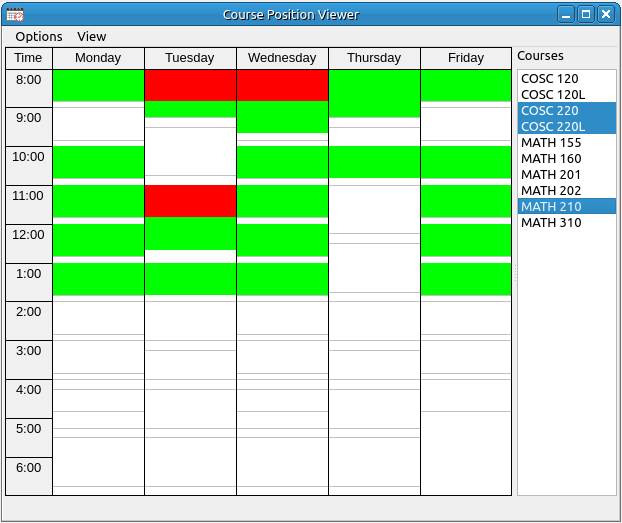 Course Position Viewer
Options View
Time Monday Tuesday Wednesday Thursday Friday
8:00
9:00
10:00
11:00
12:00
1:00
2:00
3:00
4:00
5:00
6:00
Courses
COSC 120
COSC 120L
COSC 220
COSC 220L
MATH 155
MATH 160
MATH 201
MATH 202
MATH 210
MATH 310